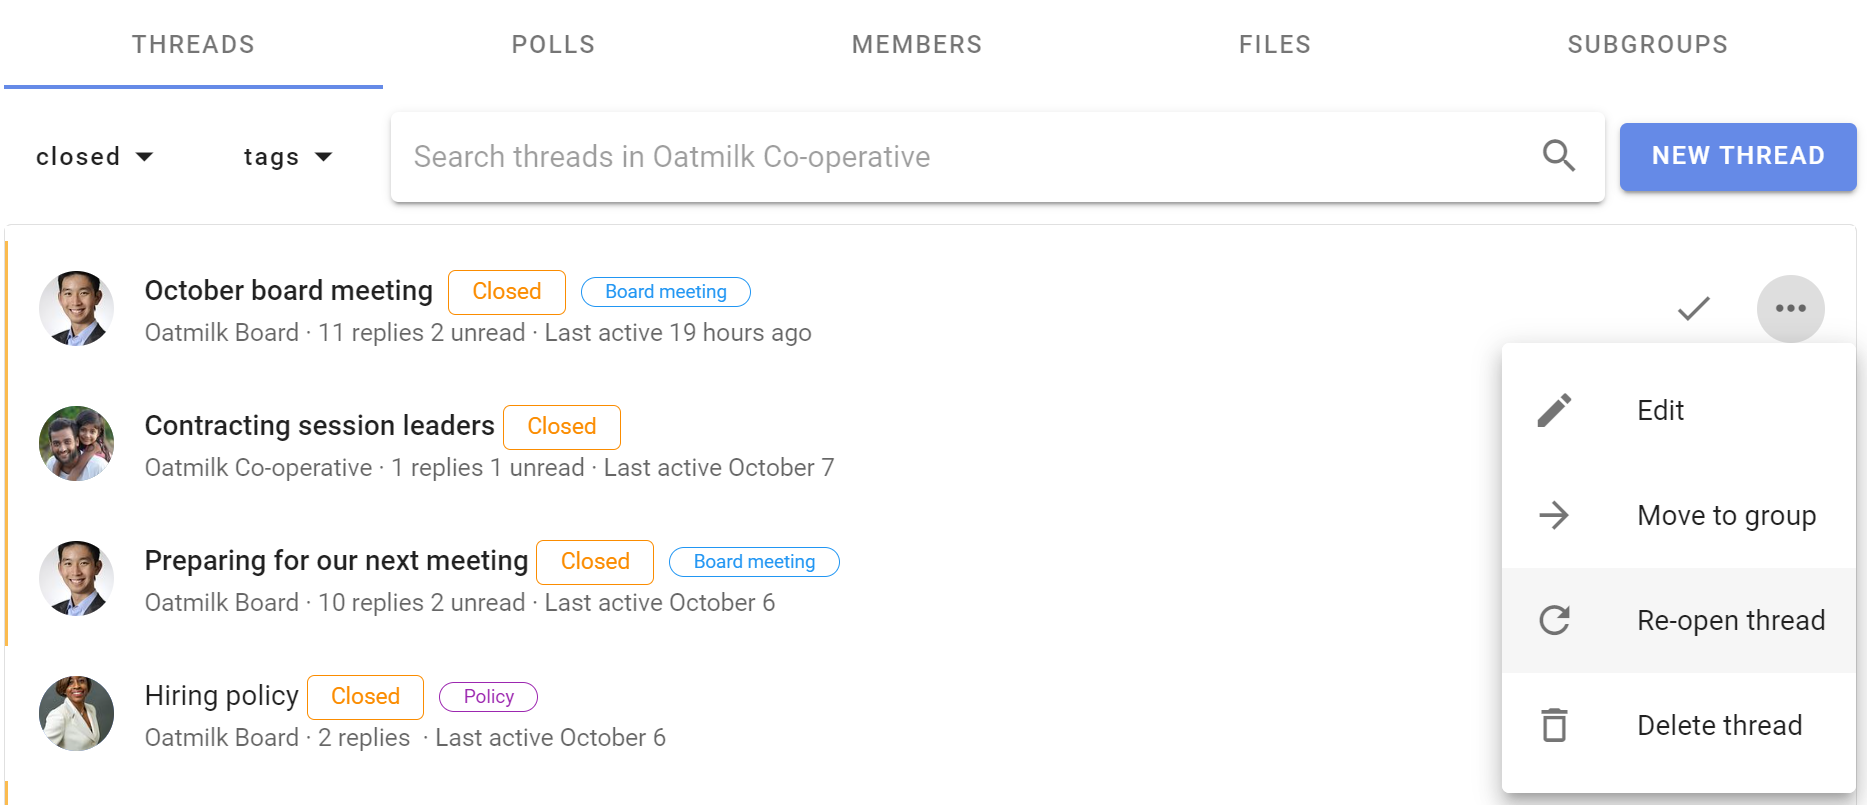 THREADS POLLS MEMBERS FILES SUBGROUPS
closed tags Search threads in Oatmilk Co-operative NEW THREAD
October board meeting Closed Board meeting
Oatmilk Board · 11 replies 2 unread · Last active 19 hours ago
Contracting session leaders Closed
Oatmilk Co-operative · 1 replies 1 unread · Last active October 7
Preparing for our next meeting Closed Board meeting
Oatmilk Board · 10 replies 2 unread · Last active October 6
Hiring policy Closed Policy
Oatmilk Board · 2 replies · Last active October 6
Edit
Move to group
Re-open thread
Delete thread